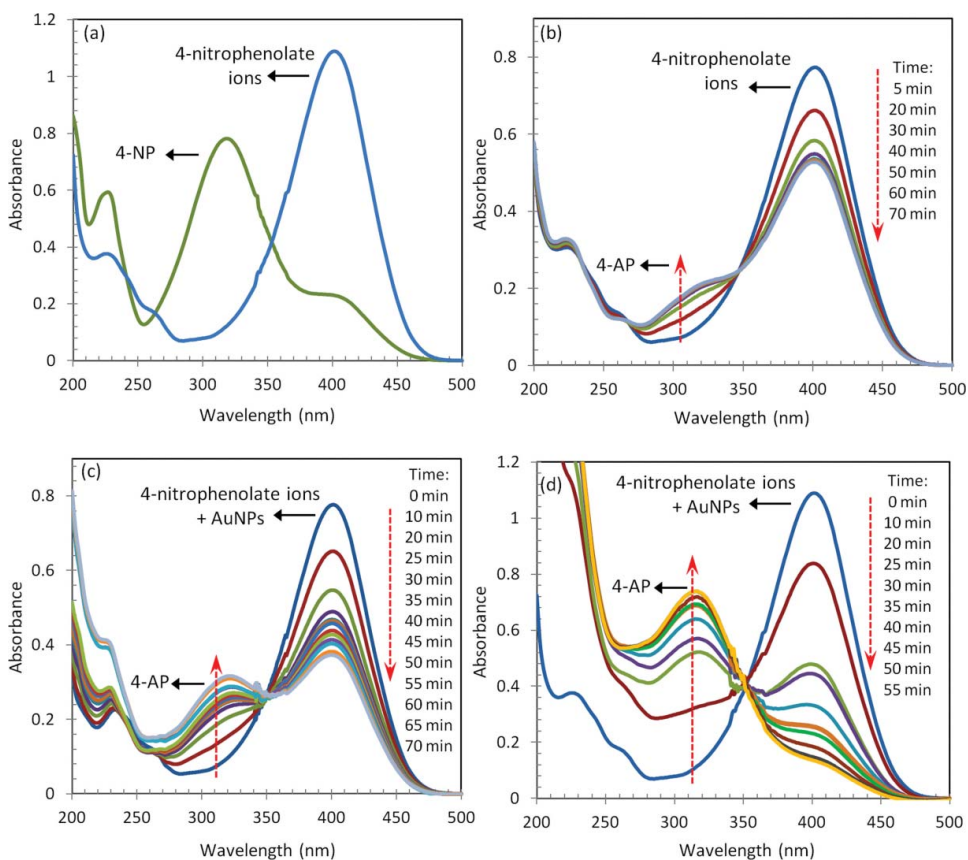 (a)
4-nitrophenolate
ions
4-NP
Absorbance
1.2
1
0.8
0.6
0.4
0.2
0
200 250 300 350 400 450 500
Wavelength (nm)
(b)
4-nitrophenolate
ions
Time:
5 min
20 min
30 min
40 min
50 min
60 min
70 min
4-AP
Absorbance
0.8
0.6
0.4
0.2
0
200 250 300 350 400 450 500
Wavelength (nm)
(c)
4-nitrophenolate ions
+ AuNPs
Time:
0 min
10 min
20 min
25 min
30 min
35 min
40 min
45 min
50 min
55 min
60 min
65 min
70 min
4-AP
Absorbance
0.8
0.6
0.4
0.2
0
200 250 300 350 400 450 500
Wavelength (nm)
(d)
4-nitrophenolate ions
+ AuNPs
Time:
0 min
10 min
20 min
25 min
30 min
35 min
40 min
45 min
50 min
55 min
4-AP
Absorbance
1.2
1
0.8
0.6
0.4
0.2
0
200 250 300 350 400 450 500
Wavelength (nm)